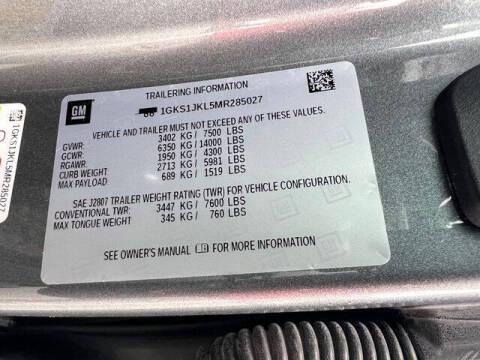 TRAILERING INFORMATION
GM
1GKS1JKL5MR285027
VEHICLE AND TRAILER MUST NOT EXCEED ANY OF THESE VALUES.
GVWR: 3402 KG / 7500 LBS
GCWR: 6350 KG / 14000 LBS
RGAWR: 1950 KG / 4300 LBS
CURB WEIGHT: 2713 KG / 5981 LBS
MAX PAYLOAD: 689 KG / 1519 LBS
SAE J2807 TRAILER WEIGHT RATING (TWR) FOR VEHICLE CONFIGURATION.
CONVENTIONAL TWR: 3447 KG / 7600 LBS
MAX TONGUE WEIGHT: 345 KG / 760 LBS
SEE OWNER'S MANUAL FOR MORE INFORMATION
1GKS1JKL5MR285027